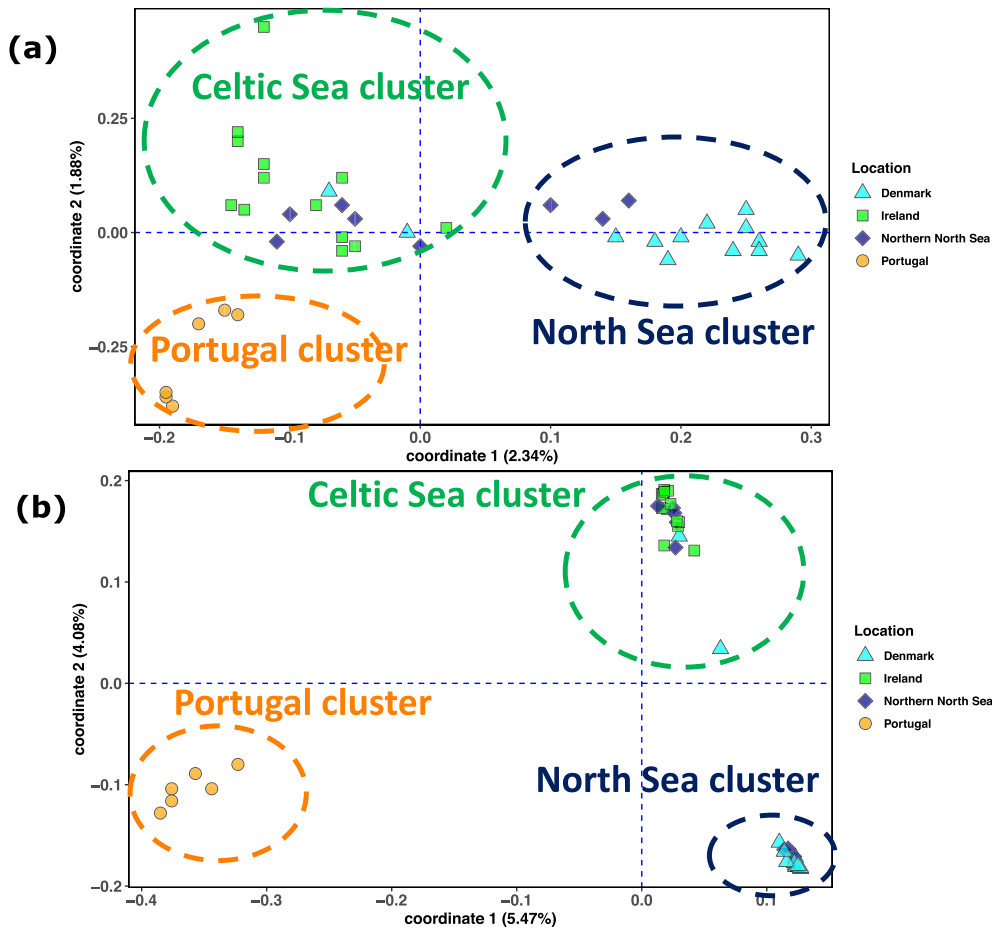 (a)
Celtic Sea cluster
North Sea cluster
Portugal cluster
coordinate 2 (1.88%)
0.25
0.00
−0.25
−0.2
−0.1
0.0
0.1
0.2
0.3
coordinate 1 (2.34%)
Location
Denmark
Ireland
Northern North Sea
Portugal
(b)
Celtic Sea cluster
Portugal cluster
North Sea cluster
coordinate 2 (4.08%)
0.2
0.1
0.0
−0.1
−0.2
−0.4
−0.3
−0.2
−0.1
0.0
0.1
coordinate 1 (5.47%)
Location
Denmark
Ireland
Northern North Sea
Portugal